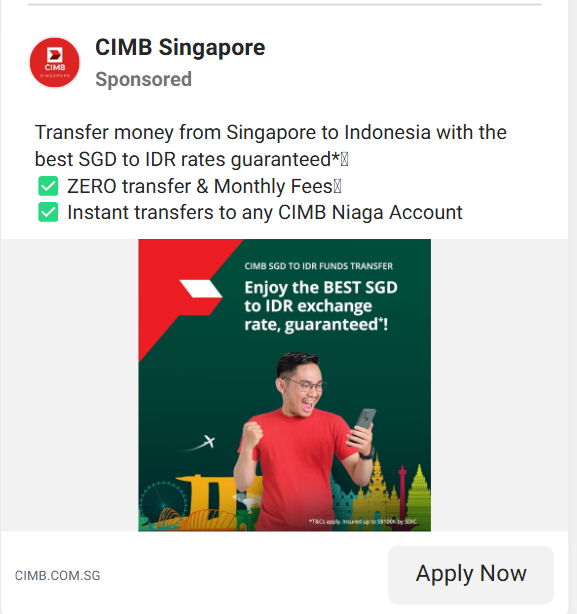 CIMB
SINGAPORE
CIMB Singapore
Sponsored
Transfer money from Singapore to Indonesia with the
best SGD to IDR rates guaranteed*
✅ ZERO transfer & Monthly Fees
✅ Instant transfers to any CIMB Niaga Account
CIMB SGD TO IDR FUNDS TRANSFER
Enjoy the BEST SGD
to IDR exchange
rate, guaranteed*!
*T&Cs apply. Insured up to S$100K by SDIC.
CIMB.COM.SG
Apply Now